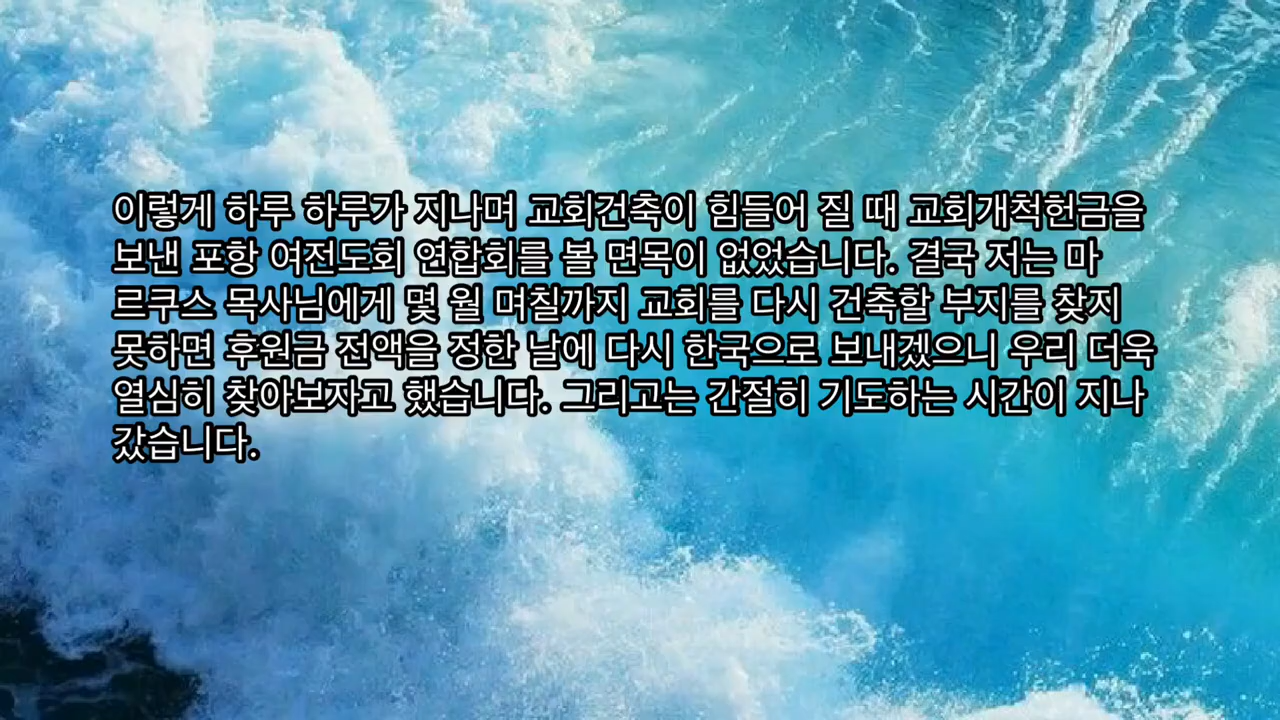 이렇게 하루 하루가 지나며 교회건축이 힘들어 질 때 교회개척헌금을
보낸 포항 여전도회 연합회를 볼 면목이 없었습니다. 결국 저는 마
르쿠스 목사님에게 몇 월 며칠까지 교회를 다시 건축할 부지를 찾지
못하면 후원금 전액을 정한 날에 다시 한국으로 보내겠으니 우리 더욱
열심히 찾아보자고 했습니다. 그리고는 간절히 기도하는 시간이 지나
갔습니다.